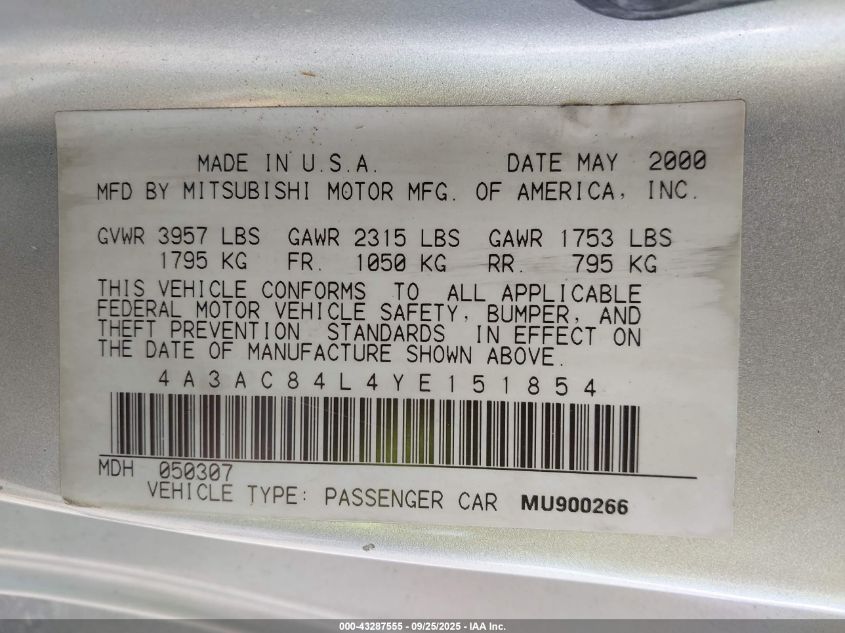 MADE IN U.S.A. DATE MAY 2000
MFD BY MITSUBISHI MOTOR MFG. OF AMERICA, INC.
GVWR 3957 LBS GAWR 2315 LBS GAWR 1753 LBS
1795 KG FR. 1050 KG RR. 795 KG
THIS VEHICLE CONFORMS TO ALL APPLICABLE
FEDERAL MOTOR VEHICLE SAFETY, BUMPER, AND
THEFT PREVENTION STANDARDS IN EFFECT ON
THE DATE OF MANUFACTURE SHOWN ABOVE.
4A3AC84L4YE151854
MDH 050307
VEHICLE TYPE: PASSENGER CAR MU900266
000-43287555 - 09/25/2025 - IAA Inc.